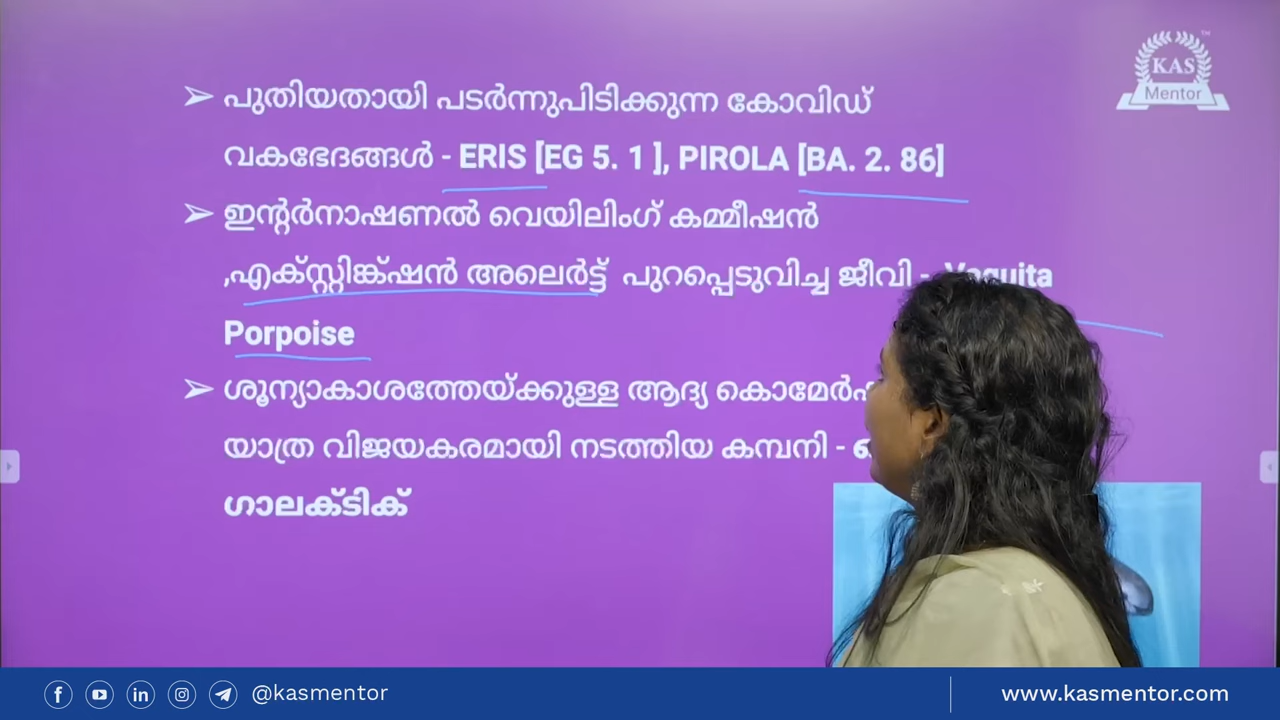 KAS
Mentor
➢ പുതിയതായി പടർന്നുപിടിക്കുന്ന കോവിഡ്
വകഭേദങ്ങൾ - ERIS [EG 5. 1 ], PIROLA [BA. 2. 86]
➢ ഇന്റർനാഷണൽ വെയിലിംഗ് കമ്മീഷൻ
,എക്സ്റ്റിങ്ക്ഷൻ അലെർട്ട് പുറപ്പെടുവിച്ച ജീവി - Vaquita
Porpoise
➢ ശൂന്യാകാശത്തേയ്ക്കുള്ള ആദ്യ
യാത്ര വിജയകരമായി നടത്തിയ കമ്പനി -
ഗാലക്ടിക്
@kasmentor
www.kasmentor.com